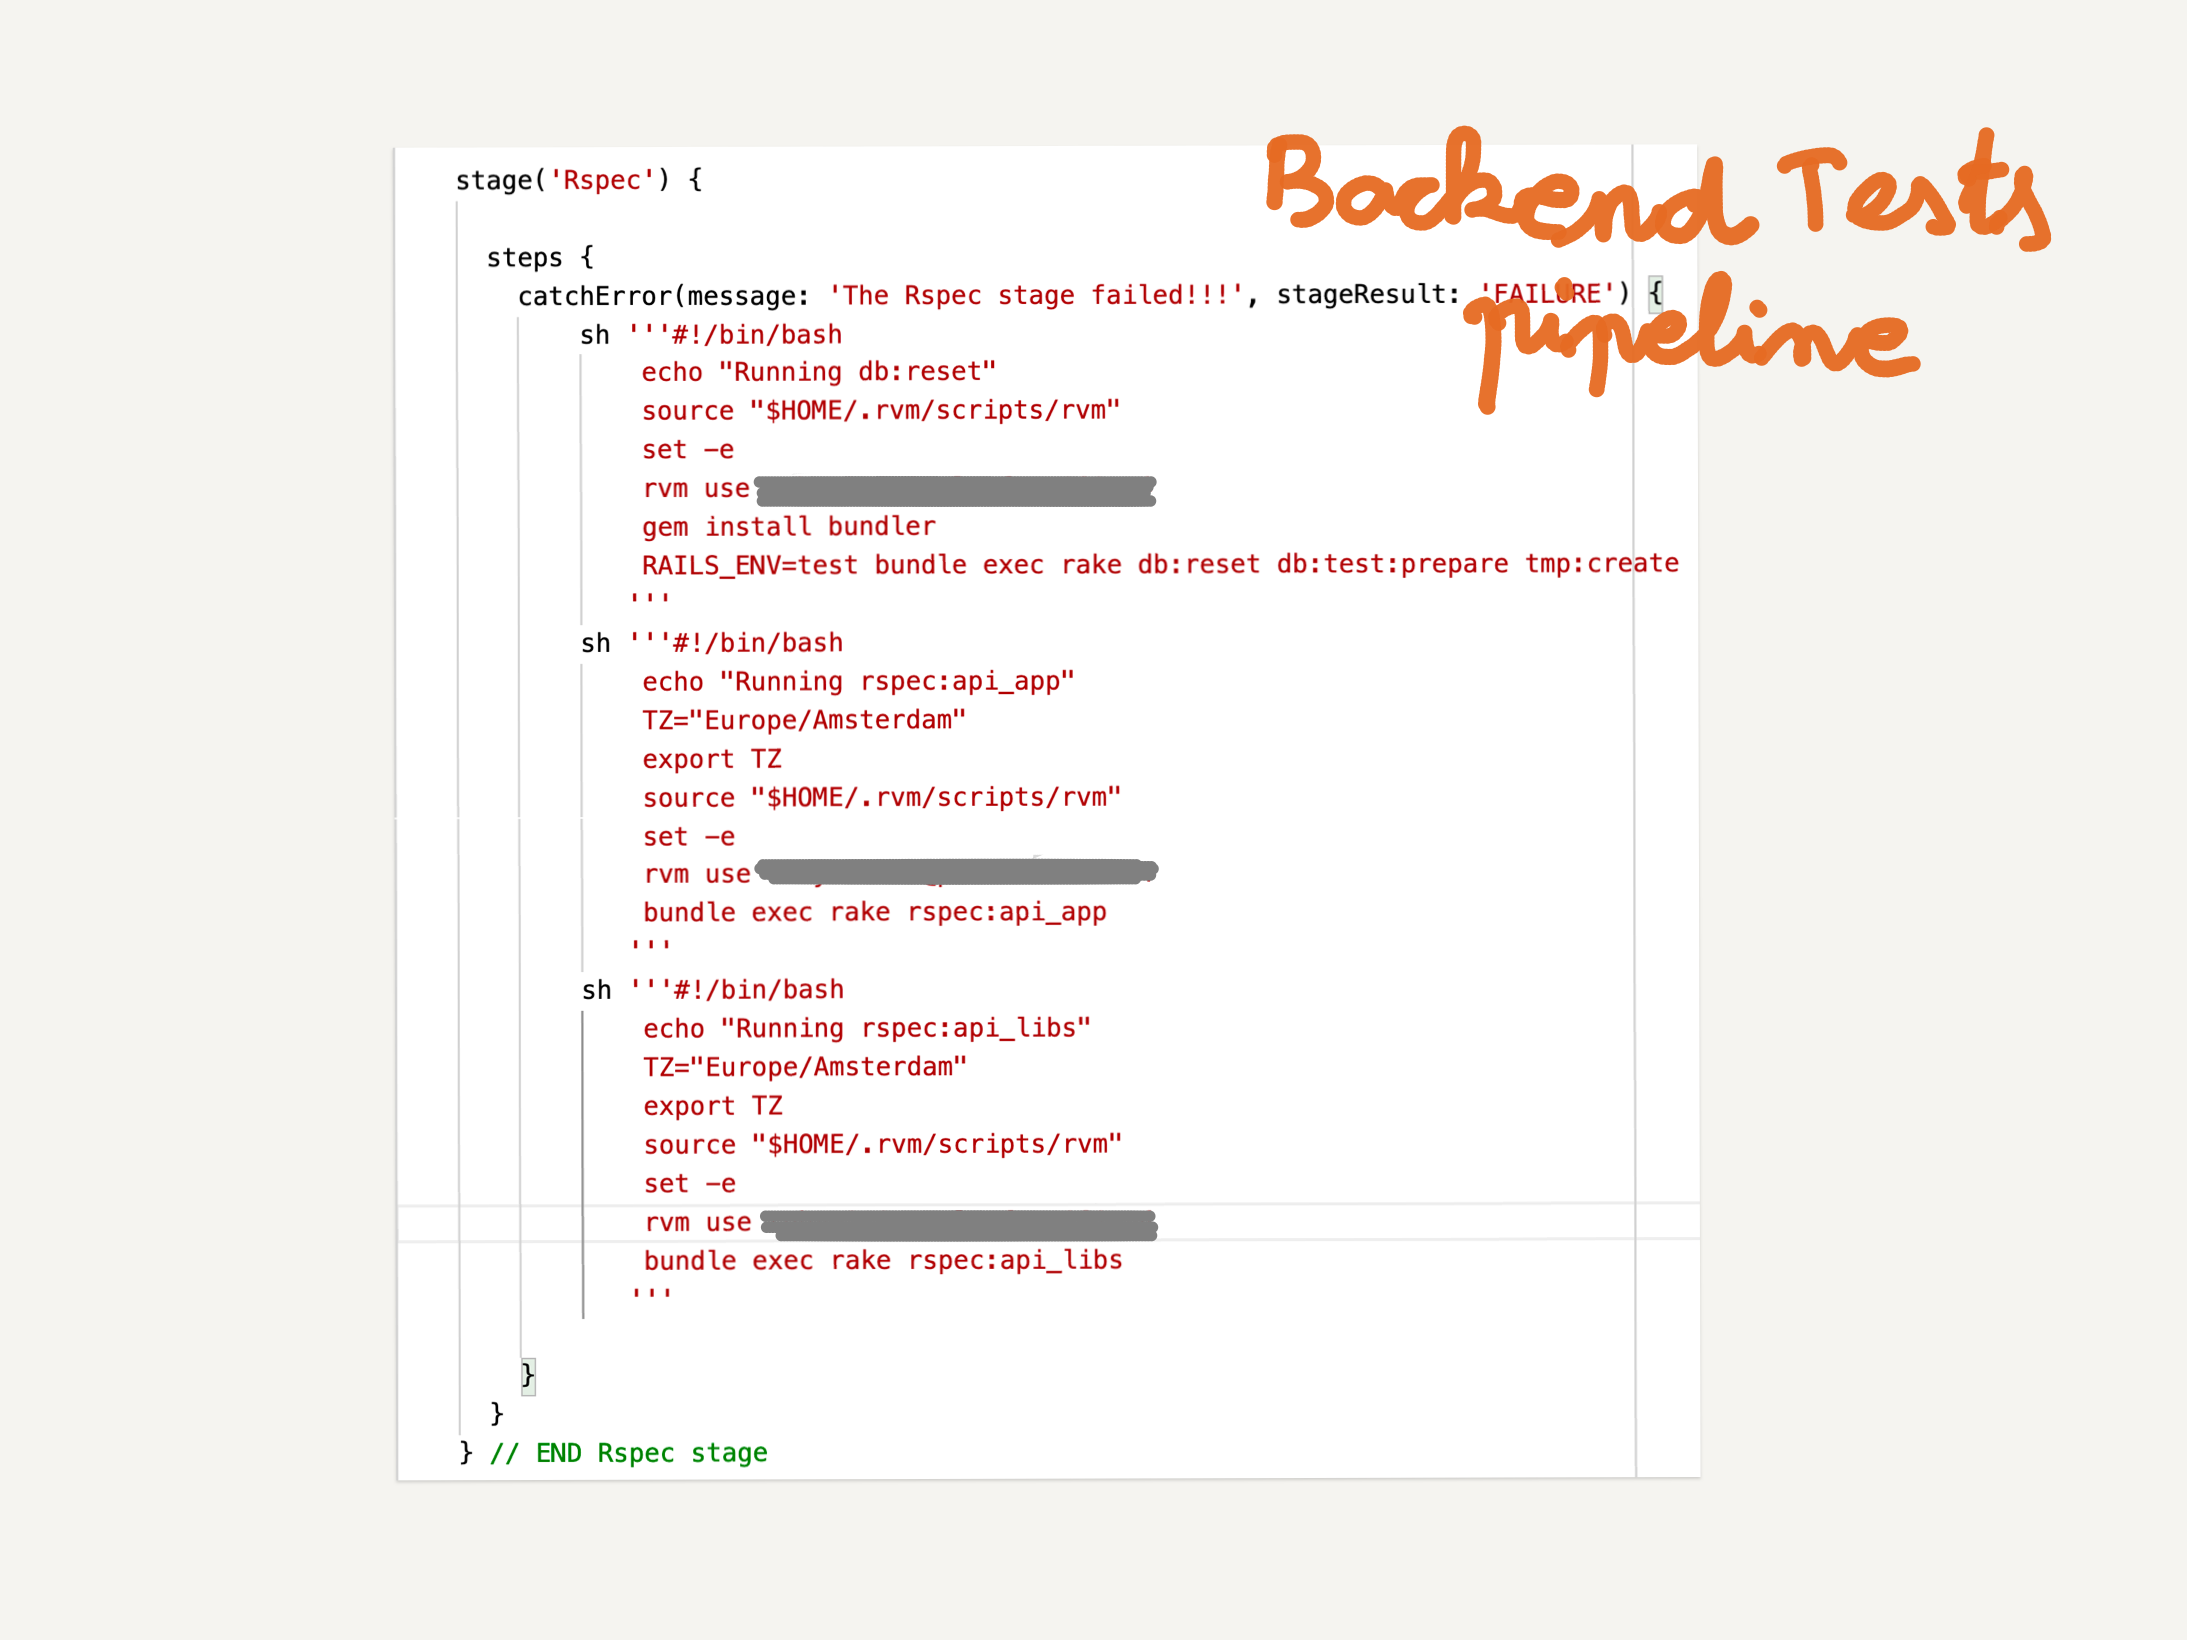 Backend Tests
pipeline
stage('Rspec') {
steps {
catchError(message: 'The Rspec stage failed!!!', stageResult: 'FAILURE') {
sh '''#!/bin/bash
echo "Running db:reset"
source "$HOME/.rvm/scripts/rvm"
set -e
rvm use
gem install bundler
RAILS_ENV=test bundle exec rake db:reset db:test:prepare tmp:create
'''
sh '''#!/bin/bash
echo "Running rspec:api_app"
TZ="Europe/Amsterdam"
export TZ
source "$HOME/.rvm/scripts/rvm"
set -e
rvm use
bundle exec rake rspec:api_app
'''
sh '''#!/bin/bash
echo "Running rspec:api_libs"
TZ="Europe/Amsterdam"
export TZ
source "$HOME/.rvm/scripts/rvm"
set -e
rvm use
bundle exec rake rspec:api_libs
'''
}
}
} // END Rspec stage